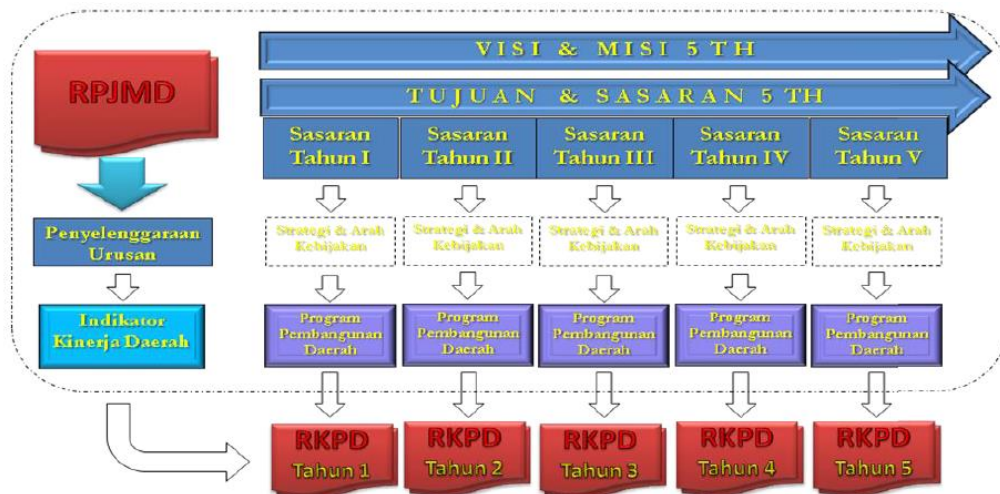 VISI & MISI 5 TH
RPJMD
TUJUAN & SASARAN 5 TH
Sasaran
Tahun I
Sasaran
Tahun II
Sasaran
Tahun III
Sasaran
Tahun IV
Sasaran
Tahun V
Penyelenggaraan
Urusan
Strategi & Arah
Kebijakan
Strategi & Arah
Kebijakan
Strategi & Arah
Kebijakan
Strategi & Arah
Kebijakan
Strategi & Arah
Kebijakan
Indikator
Kinerja Daerah
Program
Pembangunan
Daerah
Program
Pembangunan
Daerah
Program
Pembangunan
Daerah
Program
Pembangunan
Daerah
Program
Pembangunan
Daerah
RKPD
Tahun 1
RKPD
Tahun 2
RKPD
Tahun 3
RKPD
Tahun 4
RKPD
Tahun 5